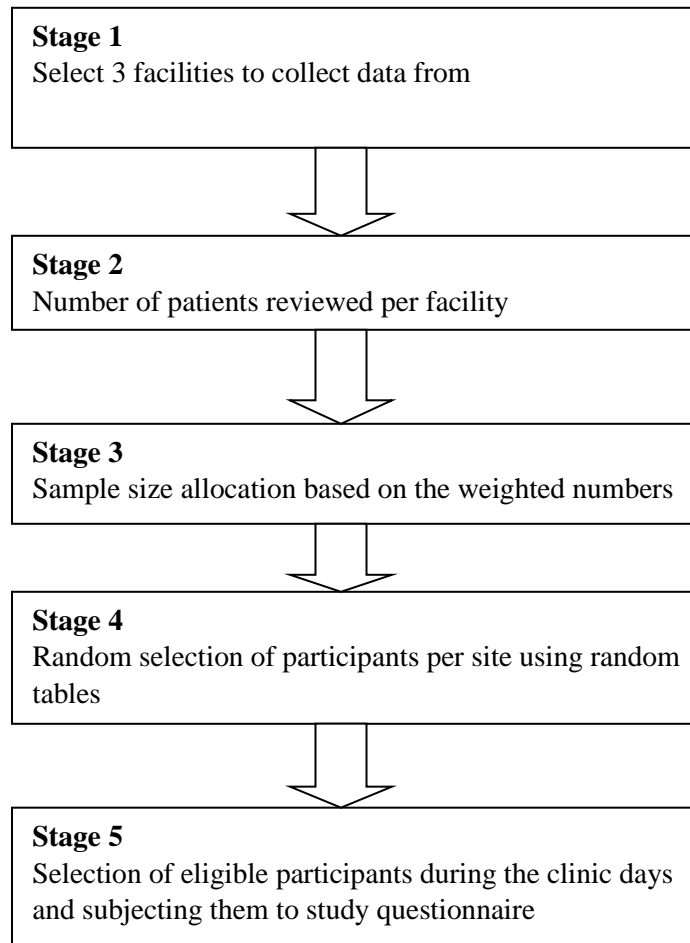 Stage 1
Select 3 facilities to collect data from
Stage 2
Number of patients reviewed per facility
Stage 3
Sample size allocation based on the weighted numbers
Stage 4
Random selection of participants per site using random
tables
Stage 5
Selection of eligible participants during the clinic days
and subjecting them to study questionnaire